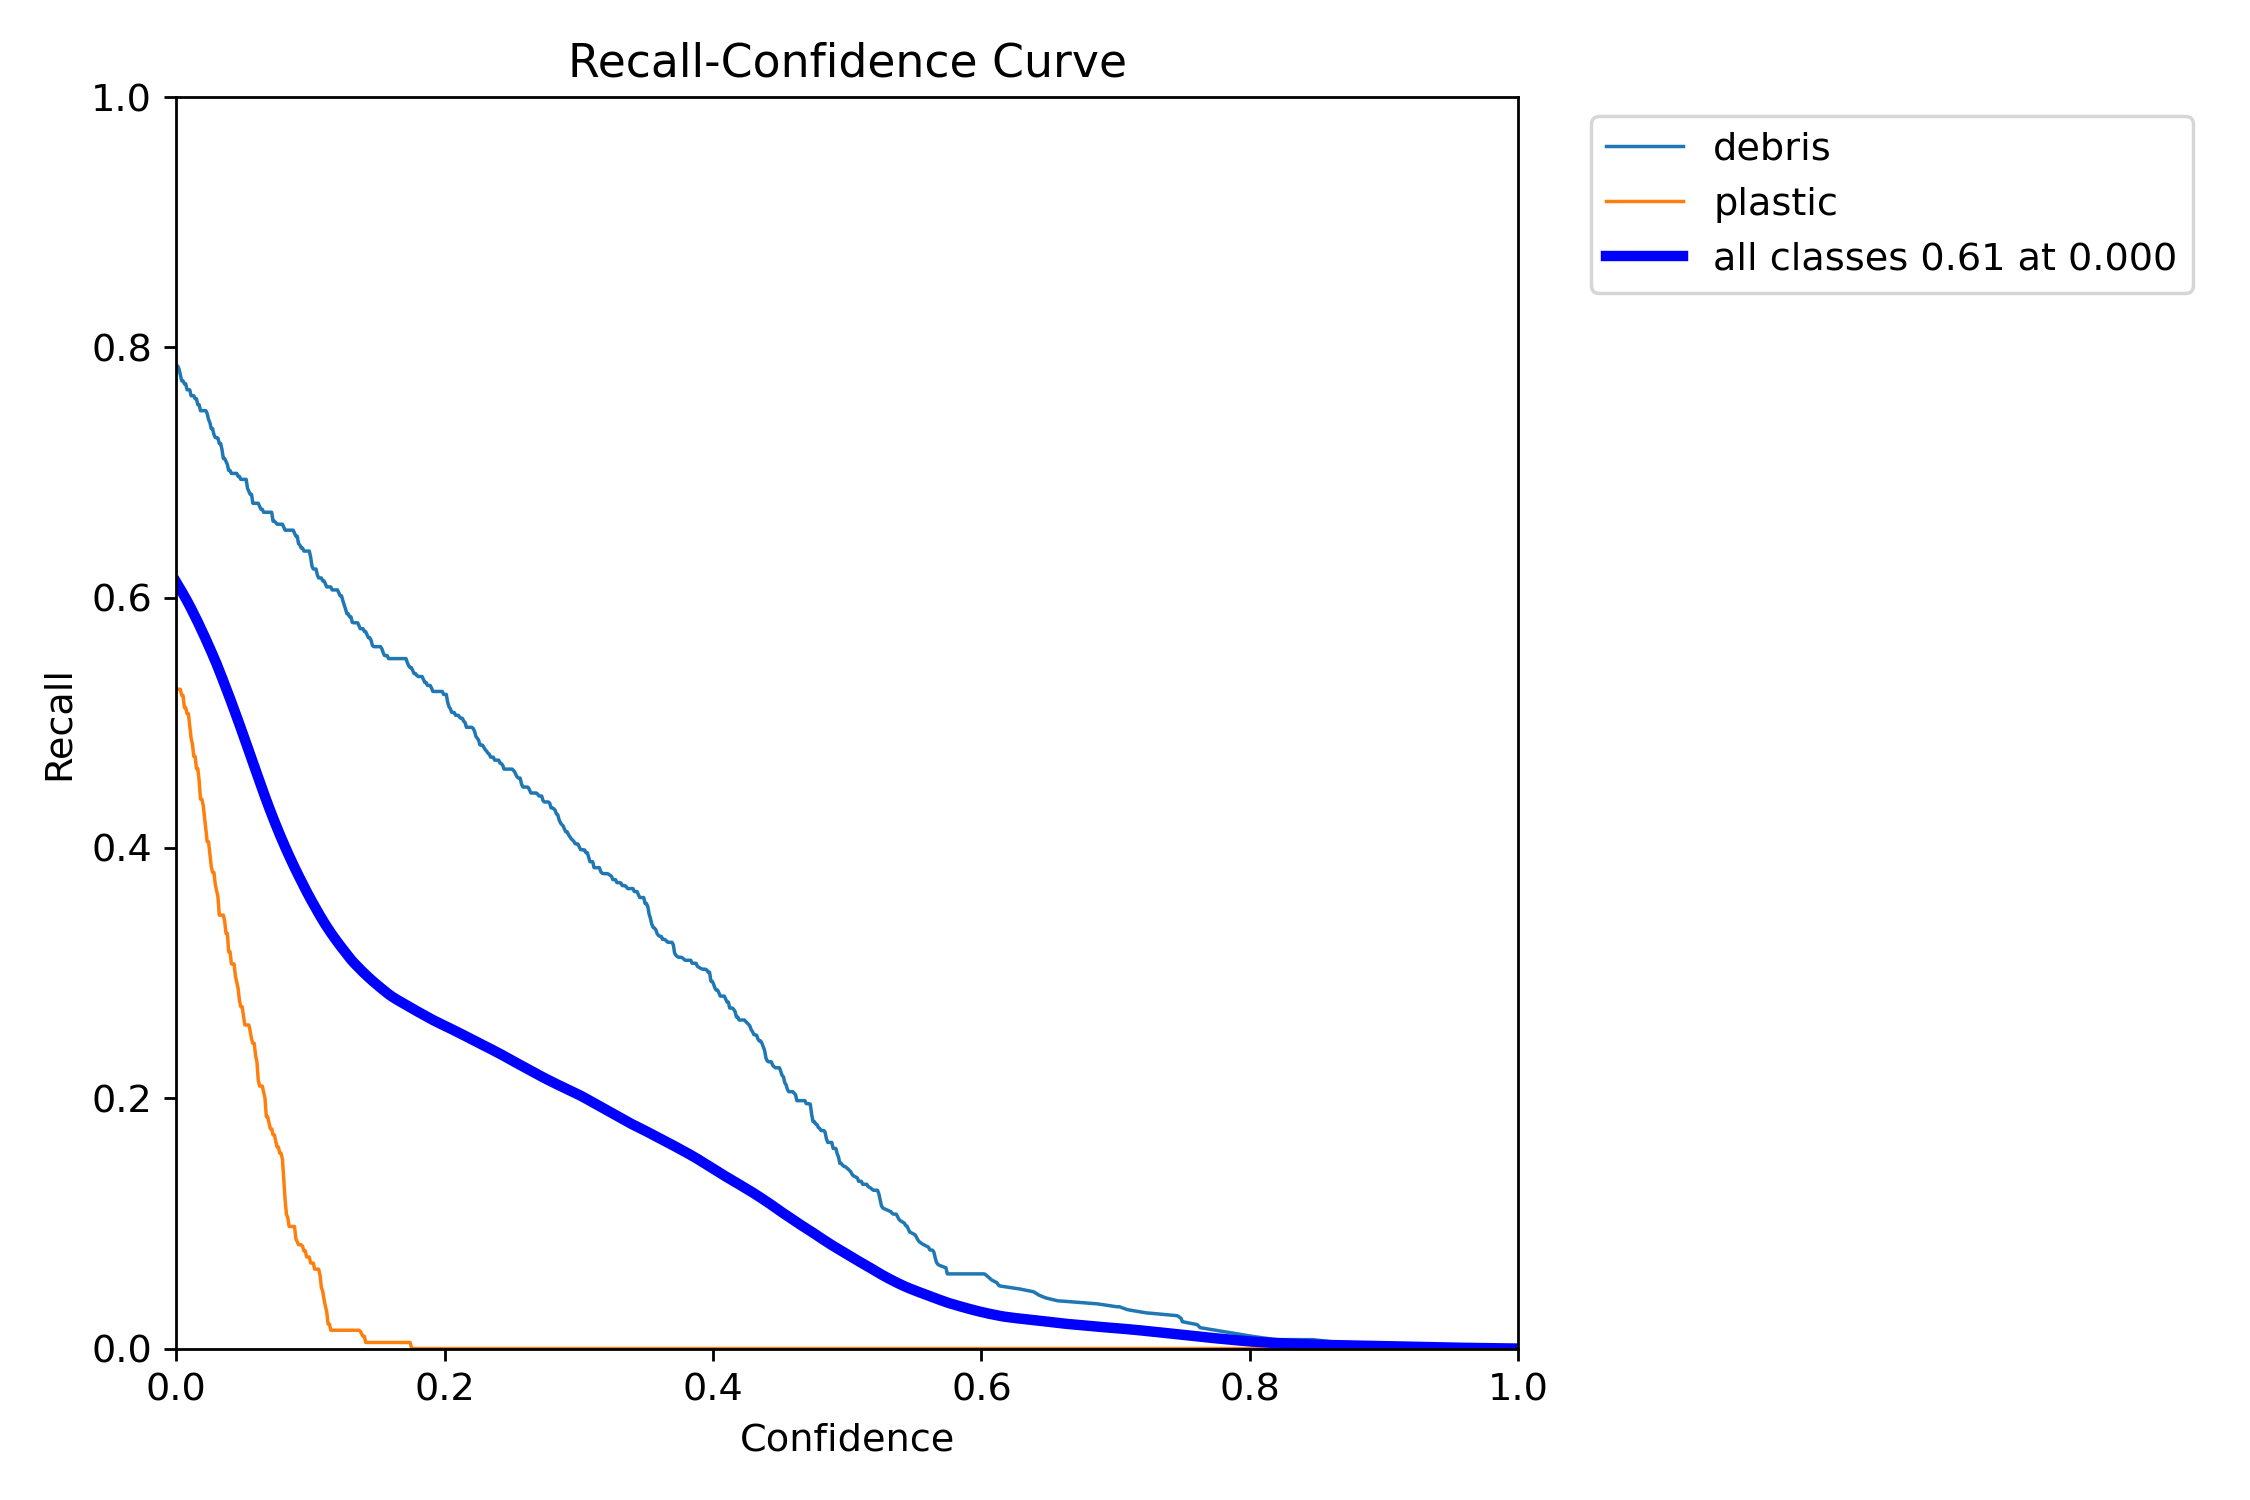 Recall-Confidence Curve
1.0
0.8
0.6
0.4
0.2
0.0
Recall
0.0 0.2 0.4 0.6 0.8 1.0
Confidence
debris
plastic
all classes 0.61 at 0.000